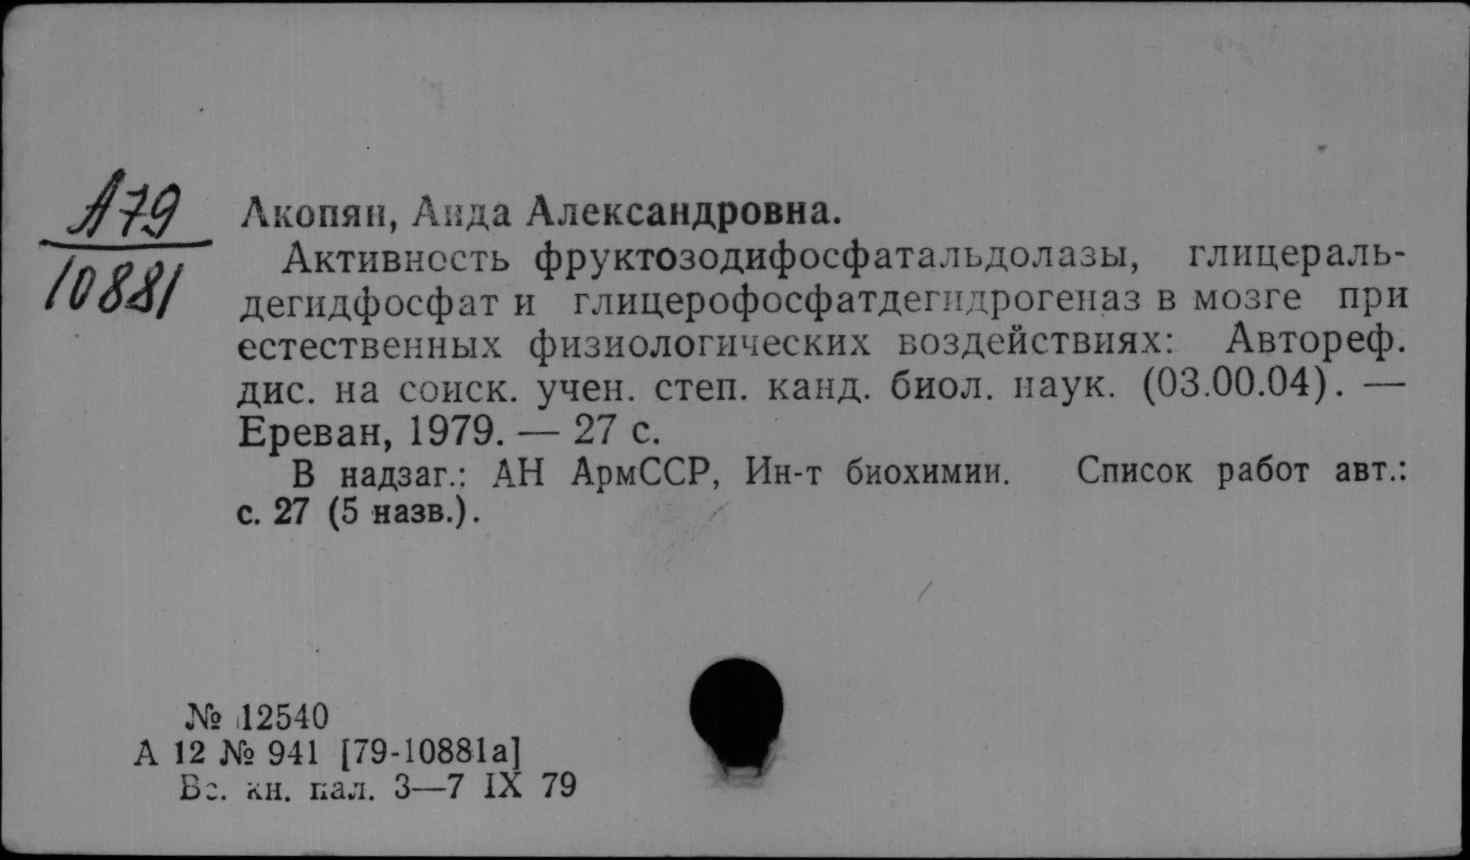 А79
10881
Акопян, Аида Александровна.
Активность фруктозодифосфатальдолазы, глицераль-
дегидфосфат и глицерофосфатдегидрогеназ в мозге при
естественных физиологических воздействиях: Автореф.
дис. на соиск. учен. степ. канд. биол. наук. (03.00.04). —
Ереван, 1979. — 27 с.
В надзаг.: АН АрмССР, Ин-т биохимии. Список работ авт.:
с. 27 (5 назв.).
№ 12540
А 12 № 941 [79-10881а]
Вс. кн. пал. 3—7 IX 79